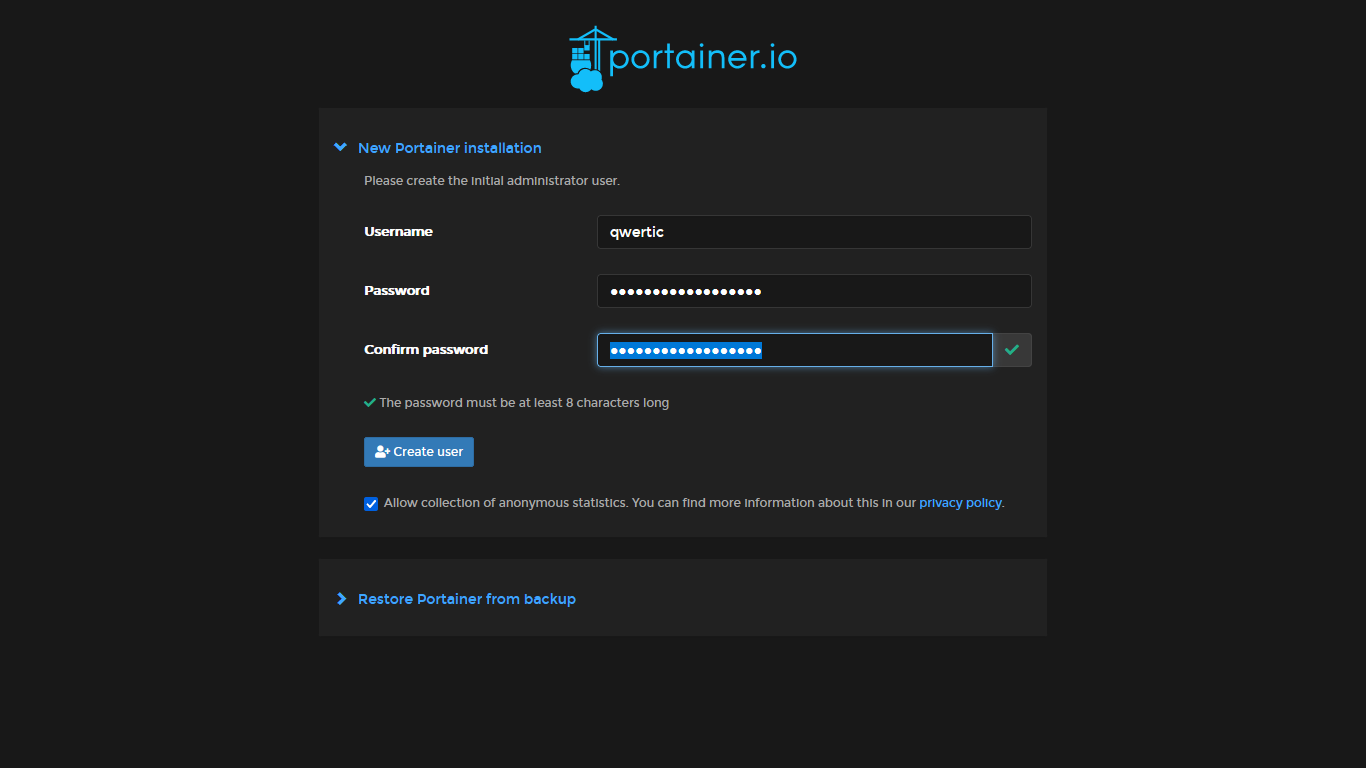 portainer.io
New Portainer installation
Please create the initial administrator user.
Username
qwertic
Password
●●●●●●●●●●●●●●●●●●
Confirm password
●●●●●●●●●●●●●●●●●●
The password must be at least 8 characters long
Create user
Allow collection of anonymous statistics. You can find more information about this in our privacy policy.
Restore Portainer from backup